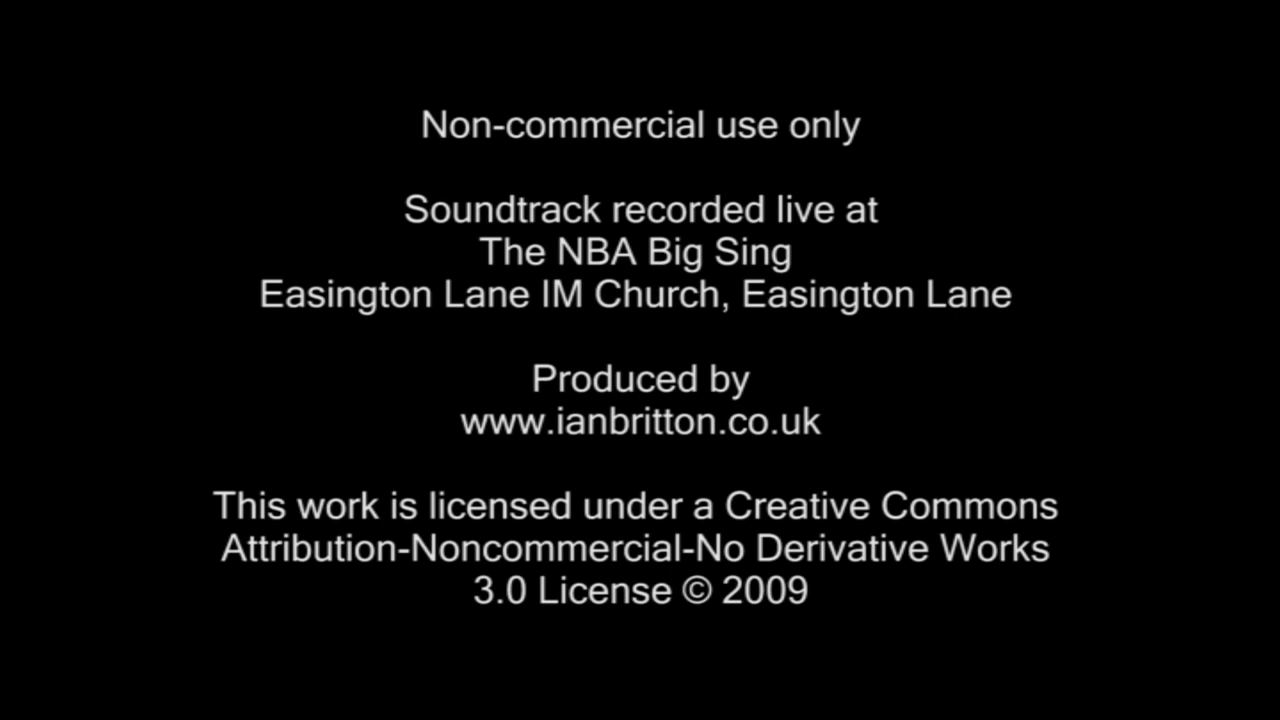 Non-commercial use only
Soundtrack recorded live at
The NBA Big Sing
Easington Lane IM Church, Easington Lane
Produced by
www.ianbritton.co.uk
This work is licensed under a Creative Commons
Attribution-Noncommercial-No Derivative Works
3.0 License © 2009